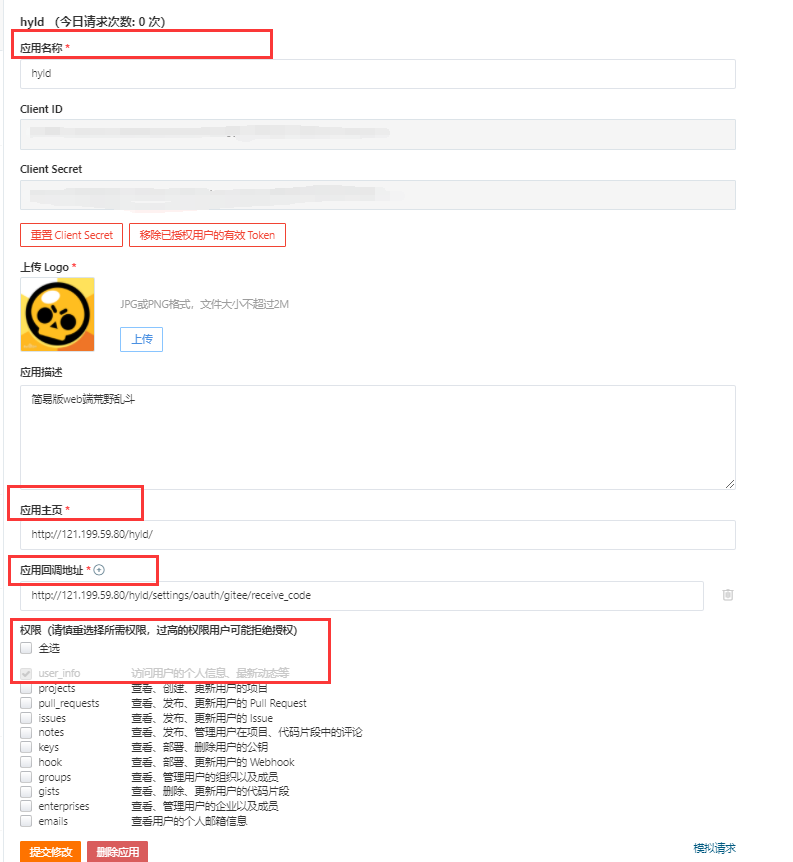 hyld （今日请求次数: 0 次）
应用名称 *
hyld
Client ID
Client Secret
重置 Client Secret 移除已授权用户的有效 Token
上传 Logo *
JPG或PNG格式，文件大小不超过2M
上传
应用描述
简易版web端荒野乱斗
应用主页 *
http://121.199.59.80/hyld/
应用回调地址 *
http://121.199.59.80/hyld/settings/oauth/gitee/receive_code
权限（请慎重选择所需权限，过高的权限用户可能拒绝授权）
全选
user_info 访问用户的个人信息、最新动态等
projects 查看、创建、更新用户的项目
pull_requests 查看、发布、更新用户的 Pull Request
issues 查看、发布、更新用户的 Issue
notes 查看、发布、管理用户在项目、代码片段中的评论
keys 查看、部署、删除用户的公钥
hook 查看、部署、更新用户的 Webhook
groups 查看、管理用户的组织以及成员
gists 查看、删除、更新用户的代码片段
enterprises 查看、管理用户的企业以及成员
emails 查看用户的个人邮箱信息
提交修改 删除应用 模拟请求